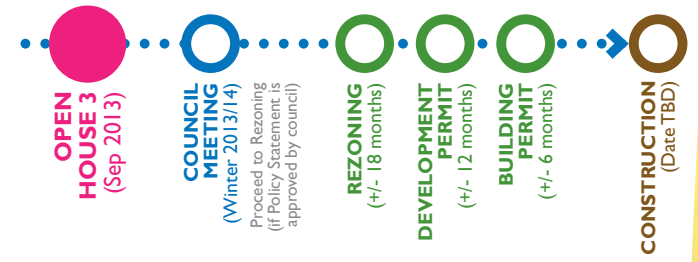 OPEN
HOUSE 3
(Sep 2013)
COUNCIL
MEETING
(Winter 2013/14)
Proceed to Rezoning
(if Policy Statement is
approved by council)
REZONING
(+/- 18 months)
DEVELOPMENT
PERMIT
(+/- 12 months)
BUILDING
PERMIT
(+/- 6 months)
CONSTRUCTION
(Date TBD)